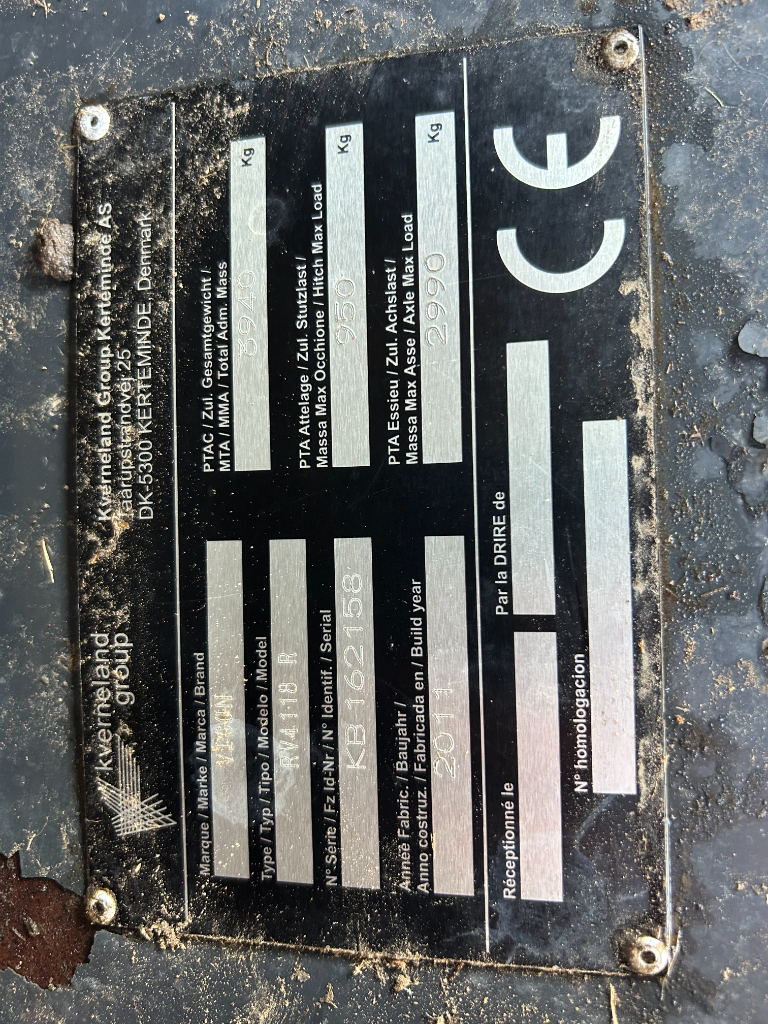 kverneland
group
Kverneland Group Kerteminde AS
Taarupstrandvej 25
DK-5300 KERTEMINDE, Denmark
Marque / Marke / Marca / Brand
VICON
Type / Typ / Tipo / Modelo / Model
RV4118 R
N° Série / Fz Id-Nr / N° Identif. / Serial
KB162158
Année Fabric. / Baujahr /
Anno costruz. / Fabricada en / Build year
2011
PTAC / Zul. Gesamtgewicht /
MTA / MMA / Total Adm. Mass
3940 Kg
PTA Attelage / Zul. Stutzlast /
Massa Max Occhione / Hitch Max Load
950 Kg
PTA Essieu / Zul. Achslast /
Massa Max Asse / Axle Max Load
2990 Kg
Réceptionné le
Par la DRIRE de
N° homologacion
CE